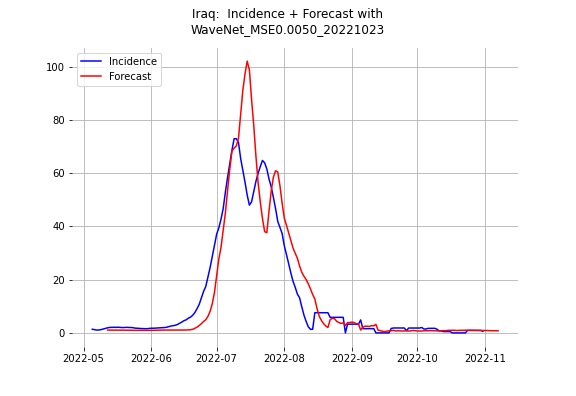 Iraq:  Incidence + Forecast with
WaveNet_MSE0.0050_20221023
Incidence
Forecast
100
80
60
40
20
0
2022-05 2022-06 2022-07 2022-08 2022-09 2022-10 2022-11